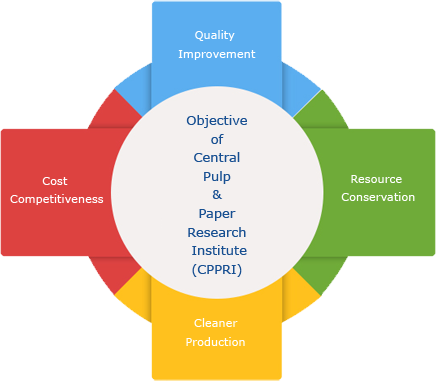 Quality
Improvement
Objective
of
Central
Pulp
&
Paper
Research
Institute
(CPPRI)
Cost
Competitiveness
Resource
Conservation
Cleaner
Production